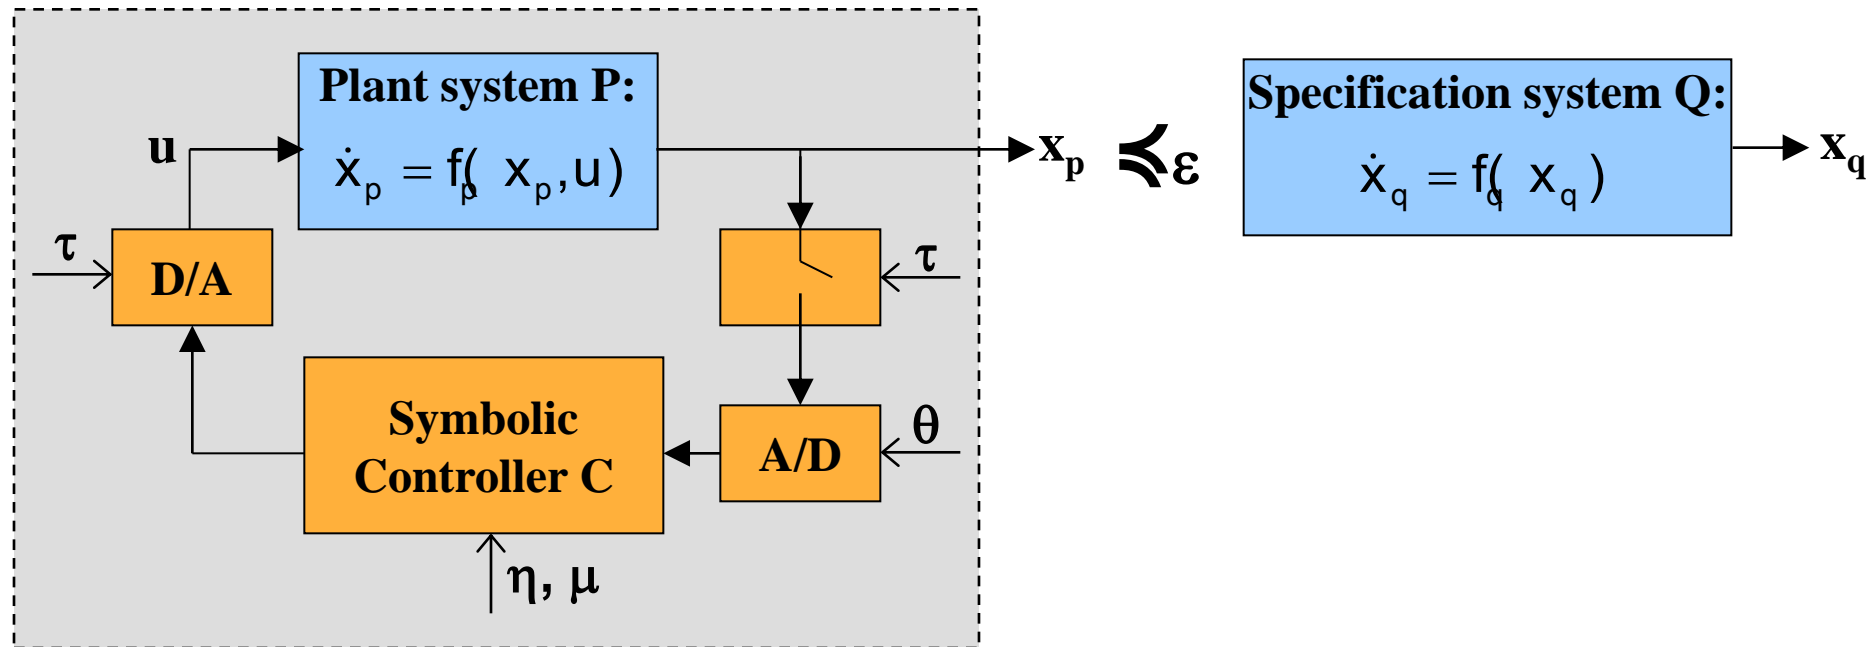 Plant system P:
ẋp = fp( xp,u)
u
xp ≼ε
Specification system Q:
ẋq = fq( xq)
xq
τ
D/A
τ
Symbolic
Controller C
A/D
θ
η, μ